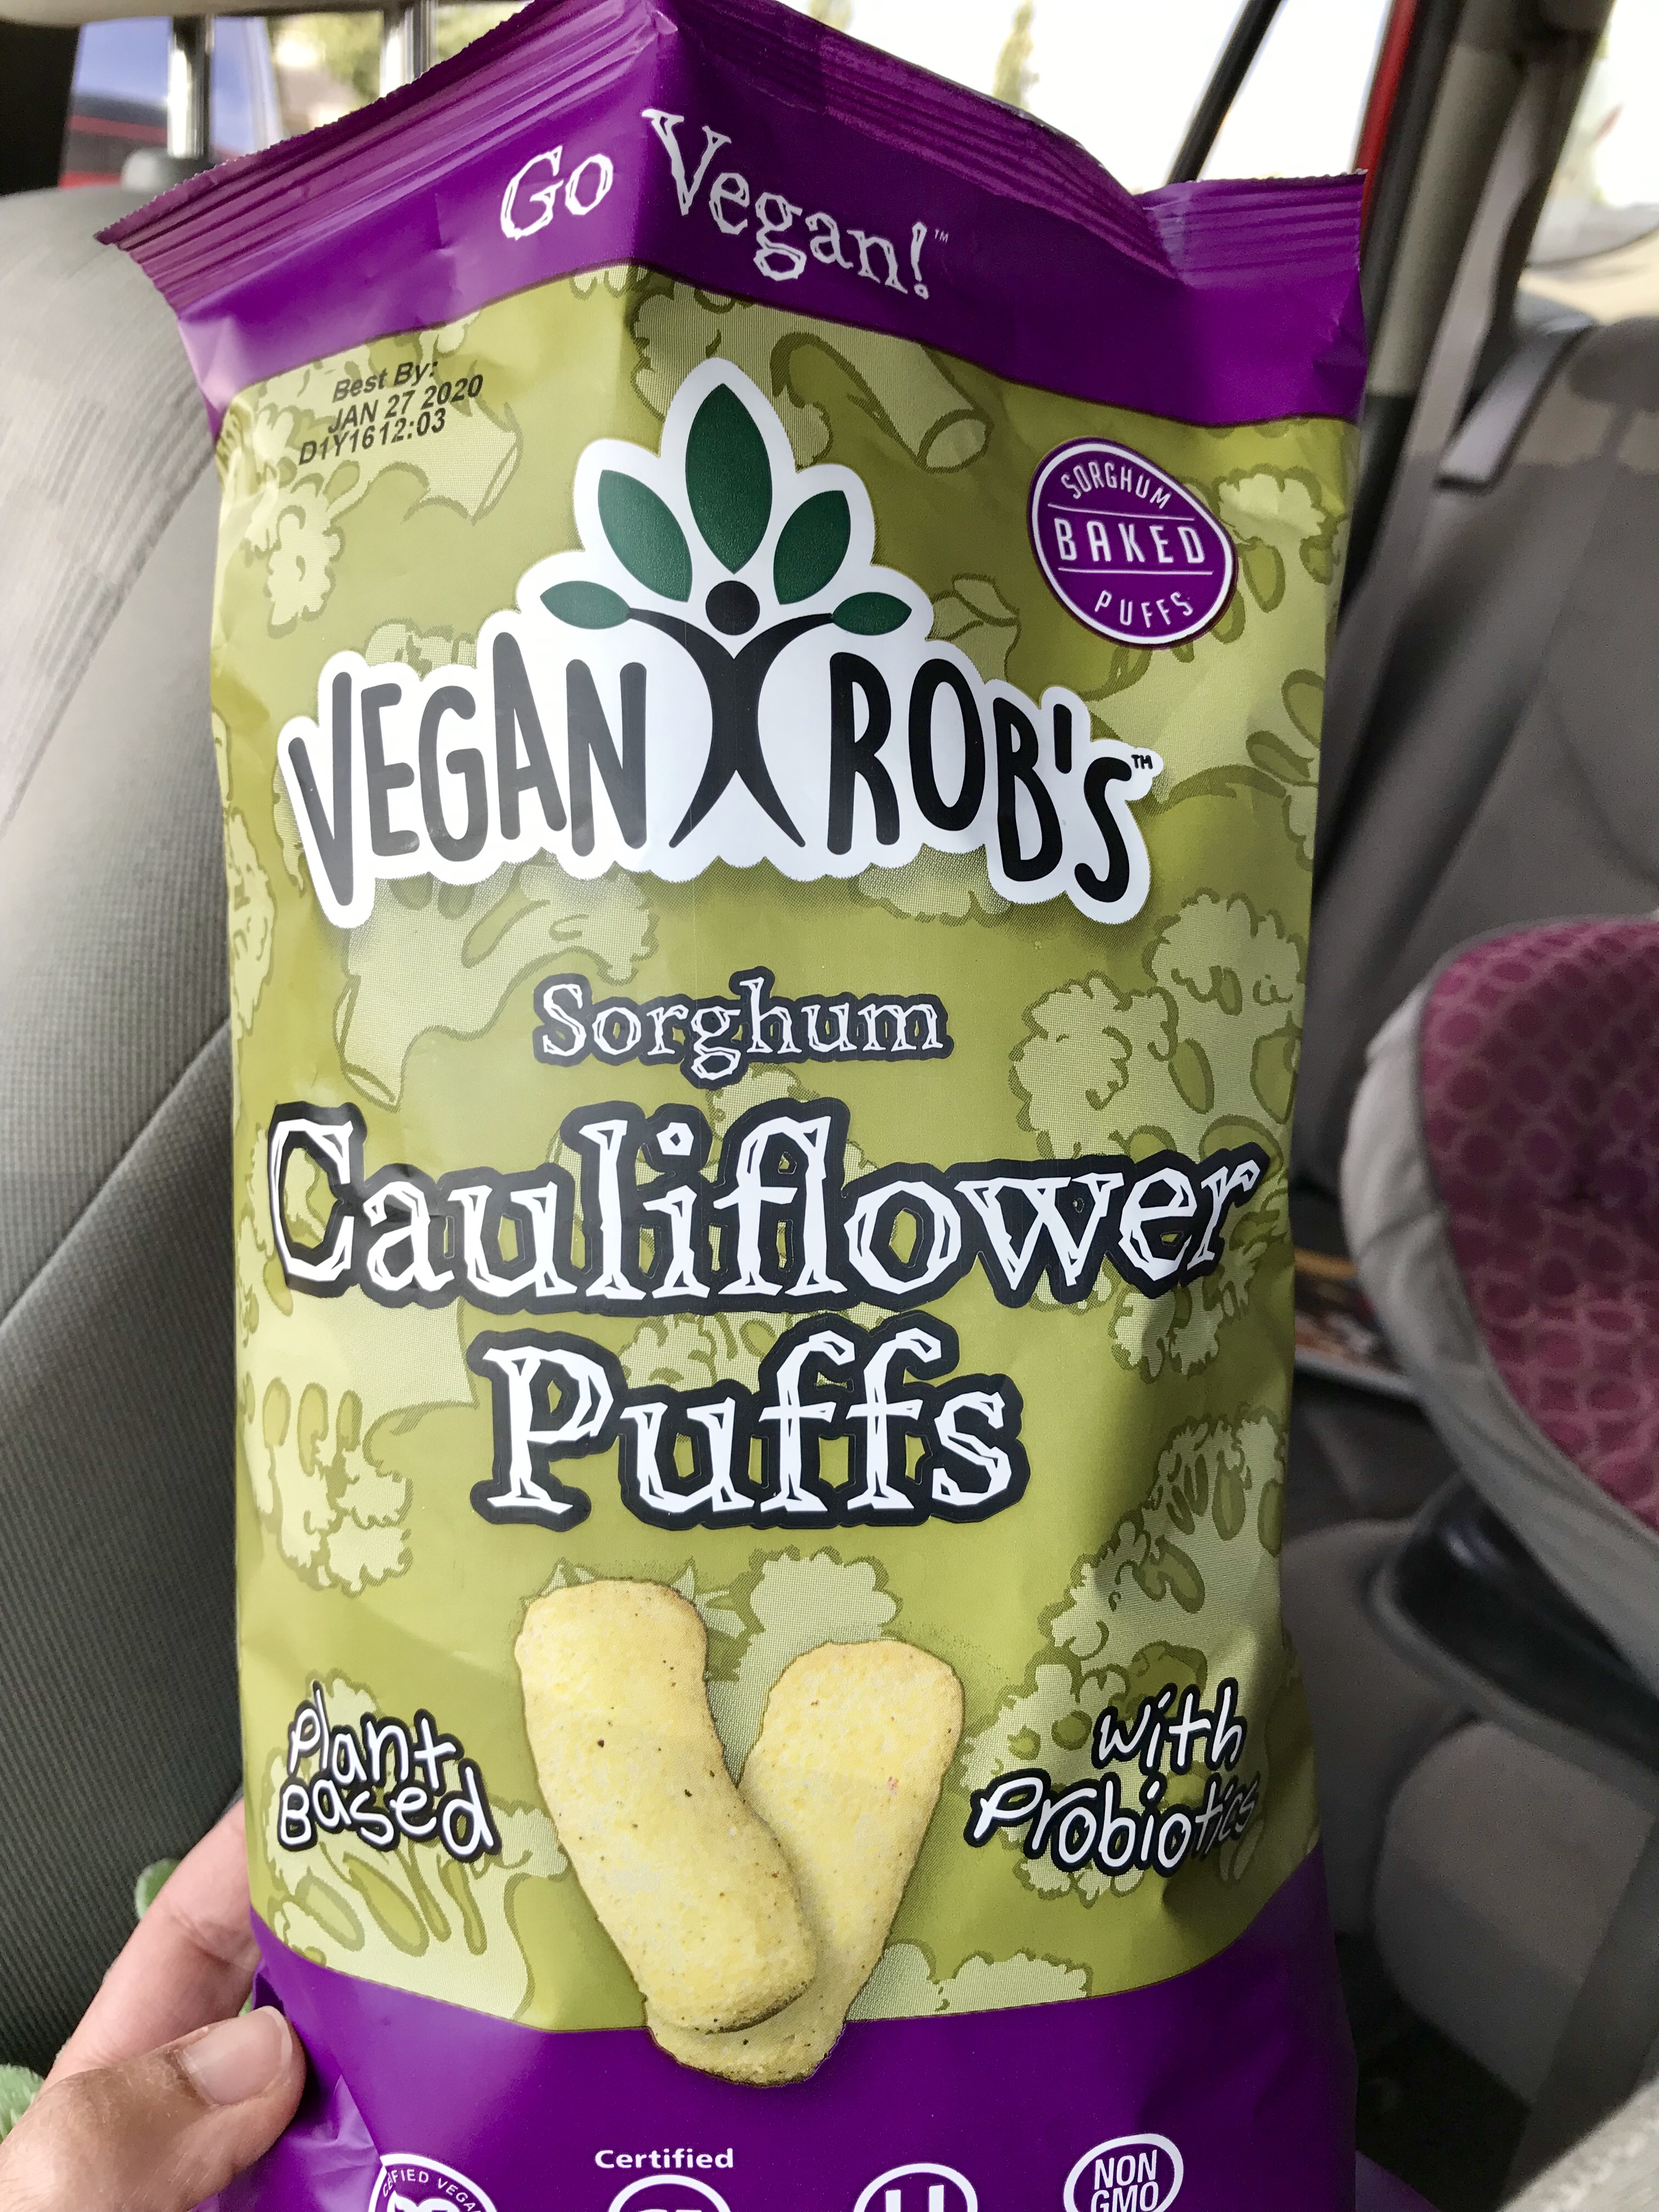 Go Vegan!™
Best By:
JAN 27 2020
D1Y1612:03
SORGHUM
BAKED
PUFFS
VEGAN ROB'S™
Sorghum
Cauliflower
Puffs
Plant
Based
with
Probiotics
Certified
VEGAN
U
NON
GMO